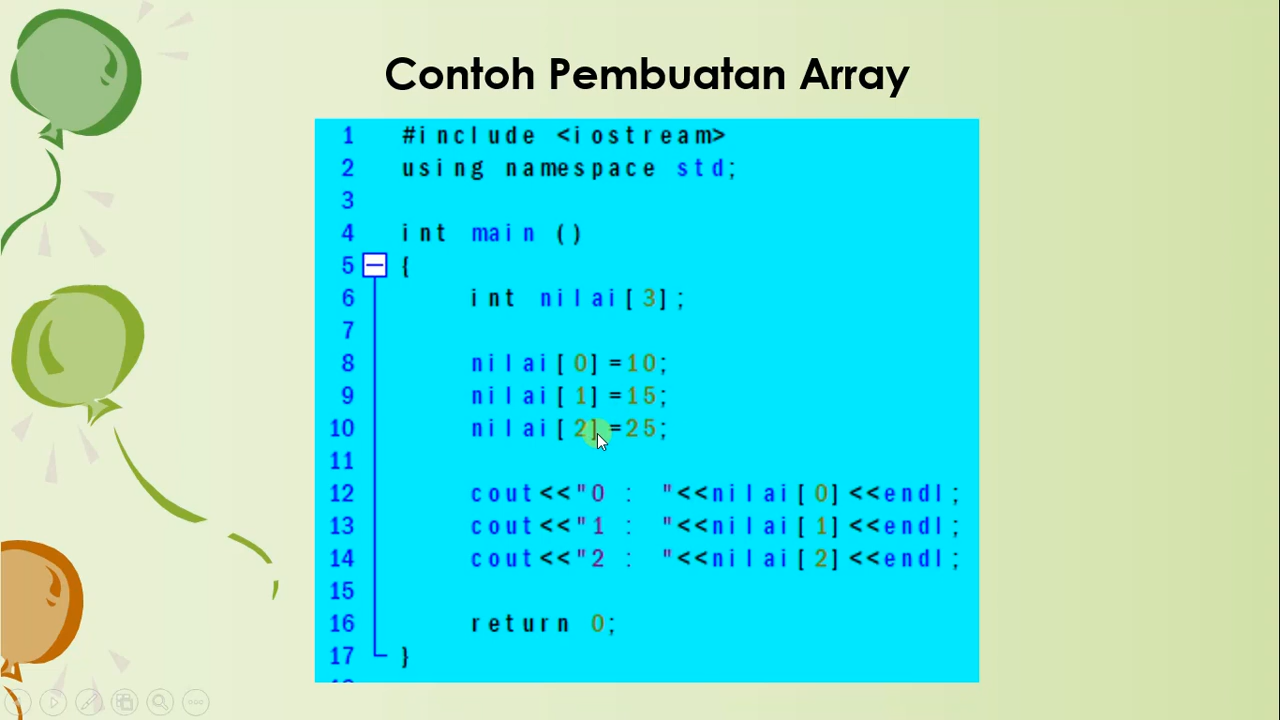 Contoh Pembuatan Array
1 #include <iostream>
2 using namespace std;
3
4 int main ()
5 {
6 int nilai[3];
7
8 nilai[0]=10;
9 nilai[1]=15;
10 nilai[2]=25;
11
12 cout<<"0 : "<<nilai[0]<<endl;
13 cout<<"1 : "<<nilai[1]<<endl;
14 cout<<"2 : "<<nilai[2]<<endl;
15
16 return 0;
17 }